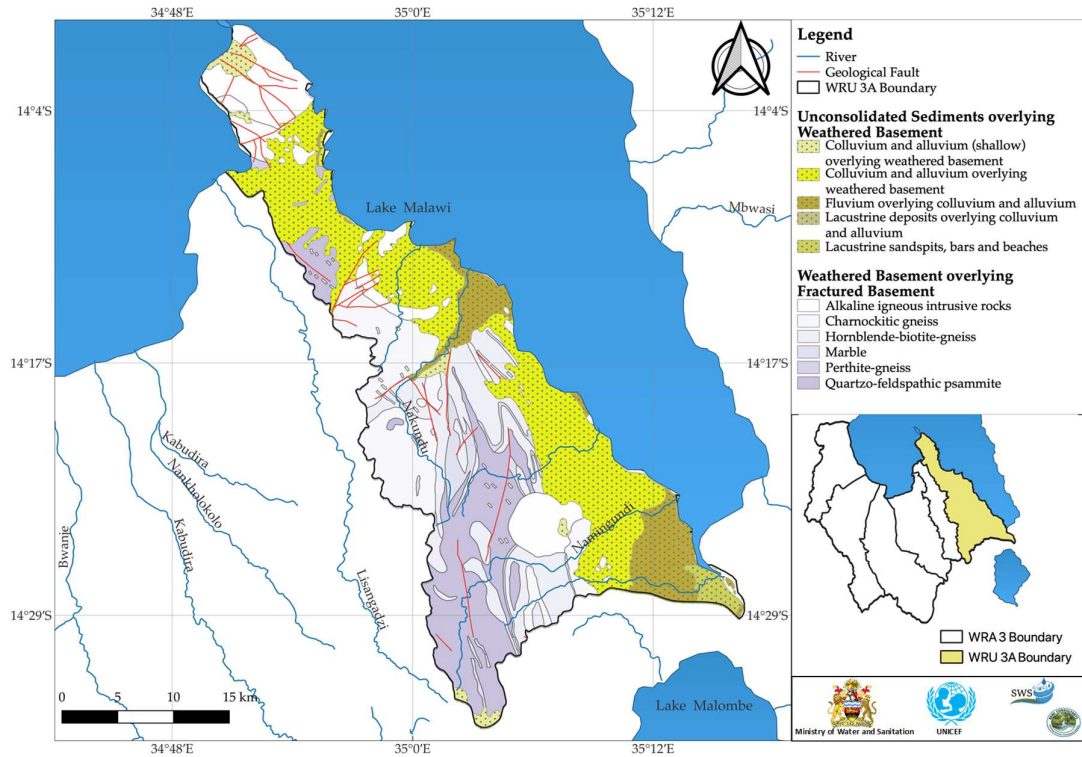 34°48'E
35°0'E
35°12'E
14°4'S
14°4'S
Lake Malawi
Mbwasi
14°17'S
14°17'S
Nakundu
Kabudira
Nankholokolo
Bwanje
Kabudira
Lisangadzi
Namingundi
14°29'S
14°29'S
0
5
10
15 km
Lake Malombe
34°48'E
35°0'E
35°12'E
Legend
River
Geological Fault
WRU 3A Boundary
Unconsolidated Sediments overlying
Weathered Basement
Colluvium and alluvium (shallow)
overlying weathered basement
Colluvium and alluvium overlying
weathered basement
Fluvium overlying colluvium and alluvium
Lacustrine deposits overlying colluvium
and alluvium
Lacustrine sandspits, bars and beaches
Weathered Basement overlying
Fractured Basement
Alkaline igneous intrusive rocks
Charnockitic gneiss
Hornblende-biotite-gneiss
Marble
Perthite-gneiss
Quartzo-feldspathic psammite
WRA 3 Boundary
WRU 3A Boundary
Ministry of Water and Sanitation
UNICEF
SWS